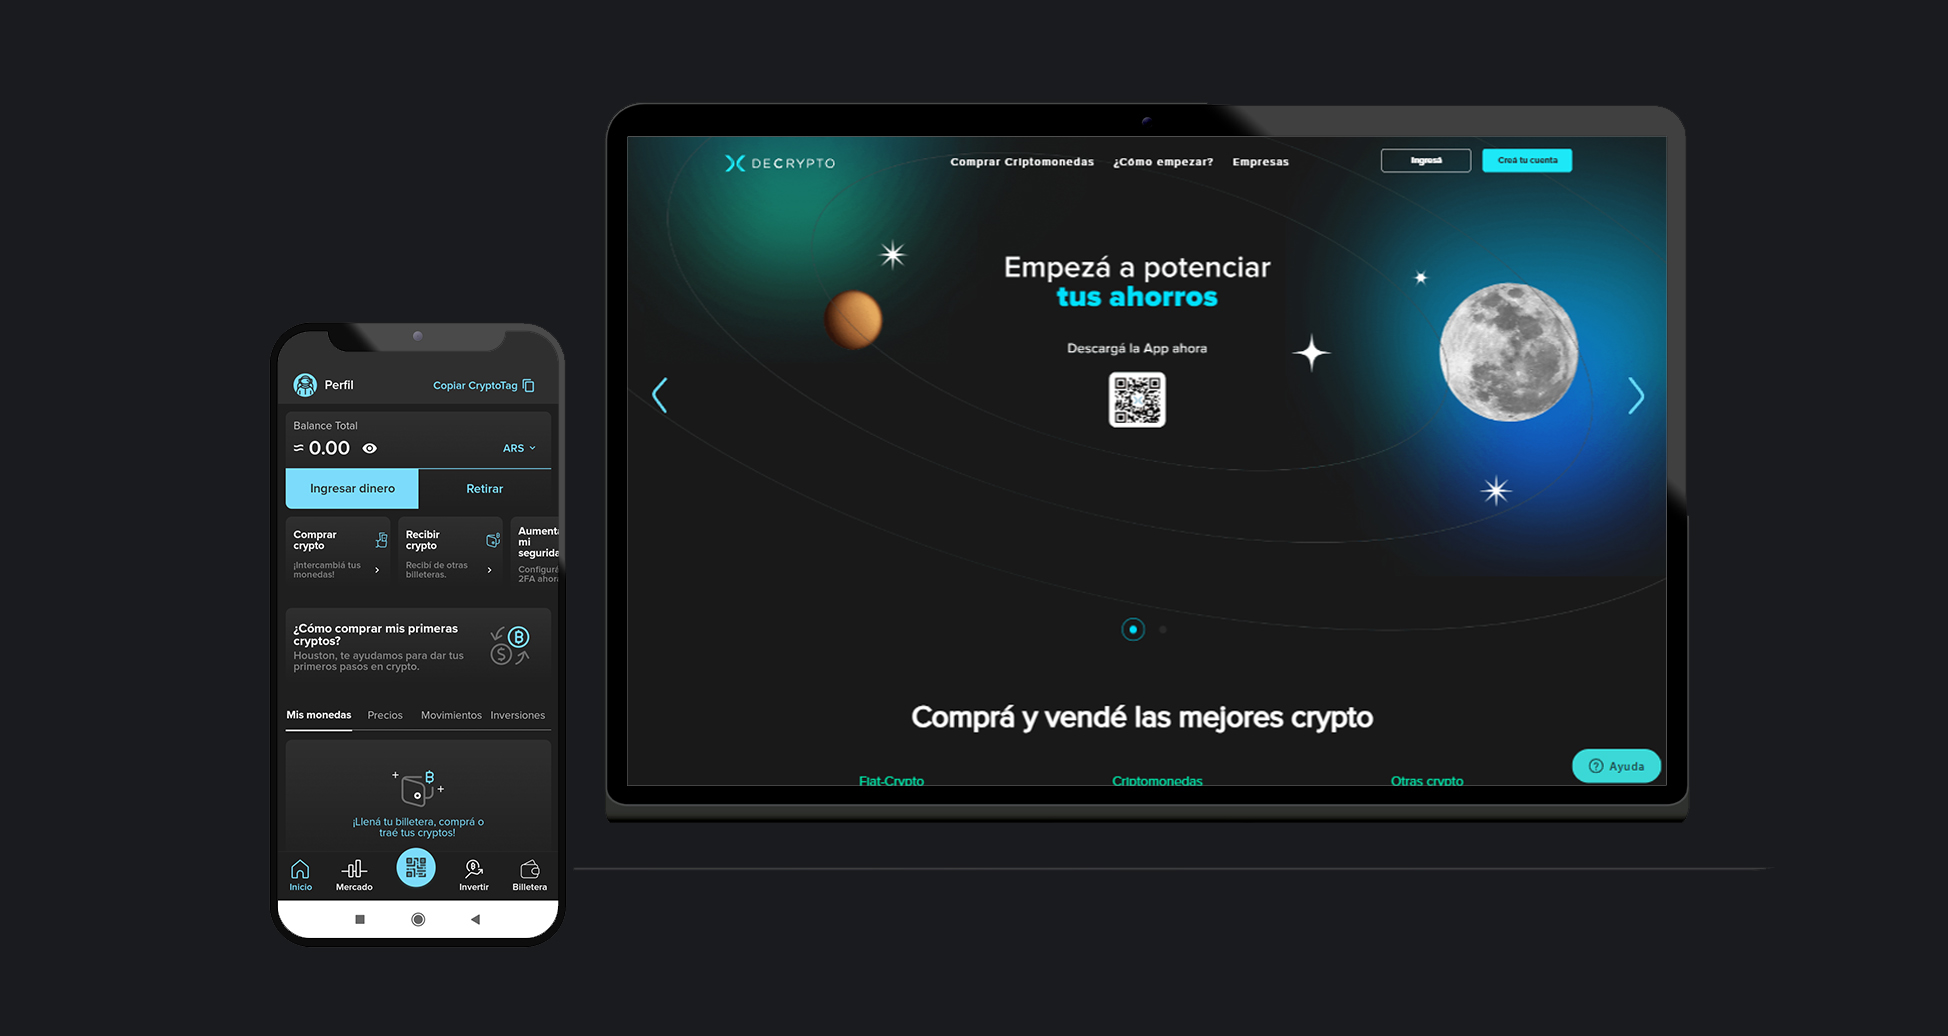 DECRYPTO
Comprar Criptomonedas ¿Cómo empezar? Empresas
Ingresá
Creá tu cuenta
Empezá a potenciar
tus ahorros
Descargá la App ahora
Comprá y vendé las mejores crypto
Fiat-Crypto
Criptomonedas
Otras crypto
Ayuda
Perfil
Copiar CryptoTag
Balance Total
≈ 0.00
ARS
Ingresar dinero
Retirar
Comprar
crypto
¡Intercambiá tus
monedas!
Recibir
crypto
Recibí de otras
billeteras.
Aumenta
mi
segurida
Configurá
2FA ahora
¿Cómo comprar mis primeras
cryptos?
Houston, te ayudamos para dar tus
primeros pasos en crypto.
Mis monedas Precios Movimientos Inversiones
¡Llená tu billetera, comprá o
traé tus cryptos!
Inicio Mercado Invertir Billetera